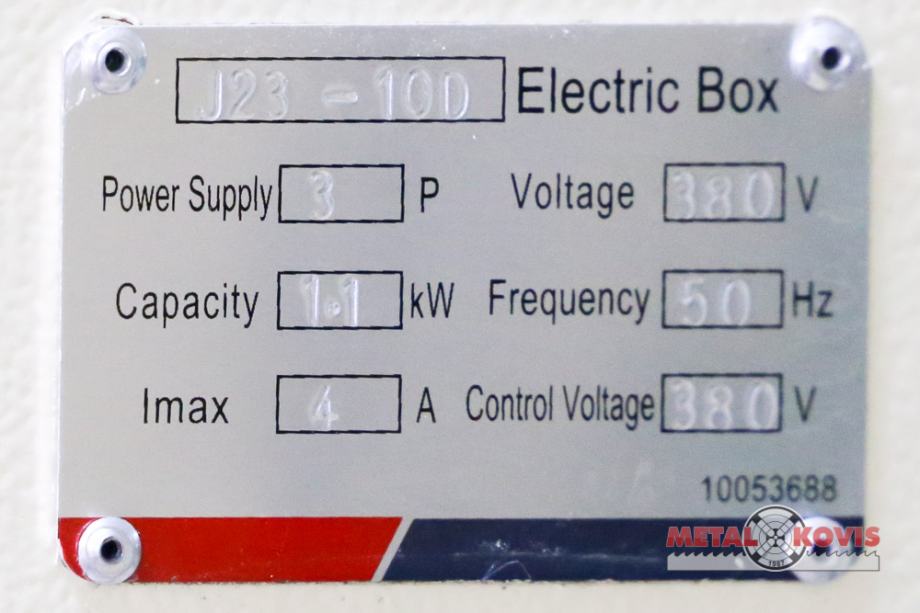 J23-10D Electric Box
Power Supply 3 P Voltage 380 V
Capacity 1.1 kW Frequency 50 Hz
Imax 4 A Control Voltage 380 V
10053688
METAL KOVIS
1987